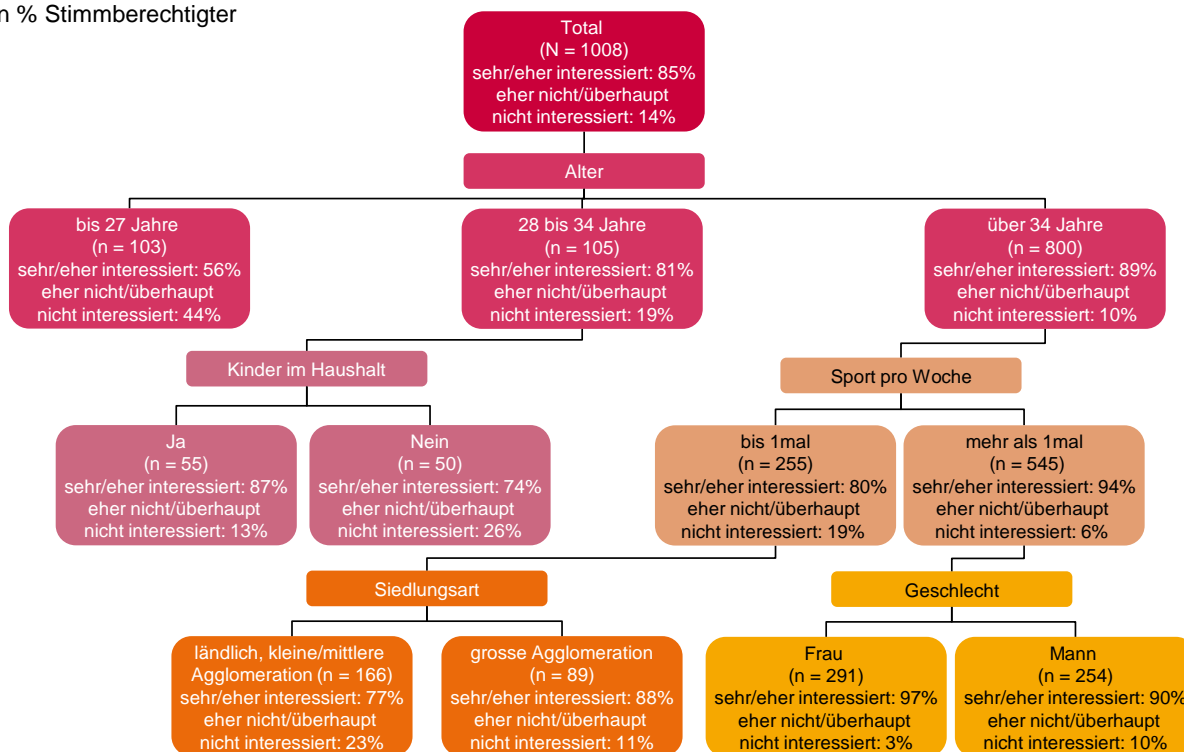 n % Stimmberechtigter
Total
(N = 1008)
sehr/eher interessiert: 85%
eher nicht/überhaupt
nicht interessiert: 14%
Alter
bis 27 Jahre
(n = 103)
sehr/eher interessiert: 56%
eher nicht/überhaupt
nicht interessiert: 44%
28 bis 34 Jahre
(n = 105)
sehr/eher interessiert: 81%
eher nicht/überhaupt
nicht interessiert: 19%
über 34 Jahre
(n = 800)
sehr/eher interessiert: 89%
eher nicht/überhaupt
nicht interessiert: 10%
Kinder im Haushalt
Sport pro Woche
Ja
(n = 55)
sehr/eher interessiert: 87%
eher nicht/überhaupt
nicht interessiert: 13%
Nein
(n = 50)
sehr/eher interessiert: 74%
eher nicht/überhaupt
nicht interessiert: 26%
bis 1mal
(n = 255)
sehr/eher interessiert: 80%
eher nicht/überhaupt
nicht interessiert: 19%
mehr als 1mal
(n = 545)
sehr/eher interessiert: 94%
eher nicht/überhaupt
nicht interessiert: 6%
Siedlungsart
Geschlecht
ländlich, kleine/mittlere
Agglomeration (n = 166)
sehr/eher interessiert: 77%
eher nicht/überhaupt
nicht interessiert: 23%
grosse Agglomeration
(n = 89)
sehr/eher interessiert: 88%
eher nicht/überhaupt
nicht interessiert: 11%
Frau
(n = 291)
sehr/eher interessiert: 97%
eher nicht/überhaupt
nicht interessiert: 3%
Mann
(n = 254)
sehr/eher interessiert: 90%
eher nicht/überhaupt
nicht interessiert: 10%